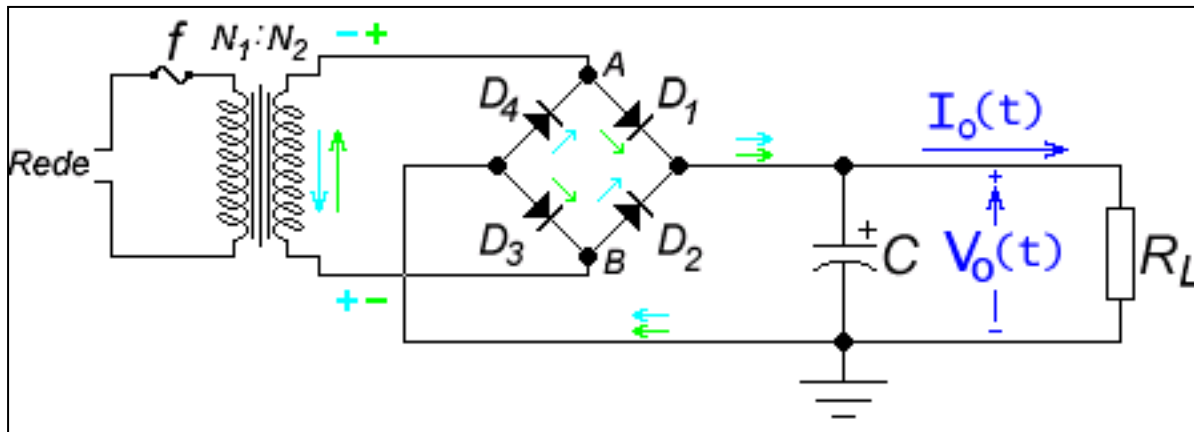 f
N1:N2
- +
A
D4
D1
Io(t)
Rede
+
+
C
Vo(t)
RL
D3
D2
B
+ -
-